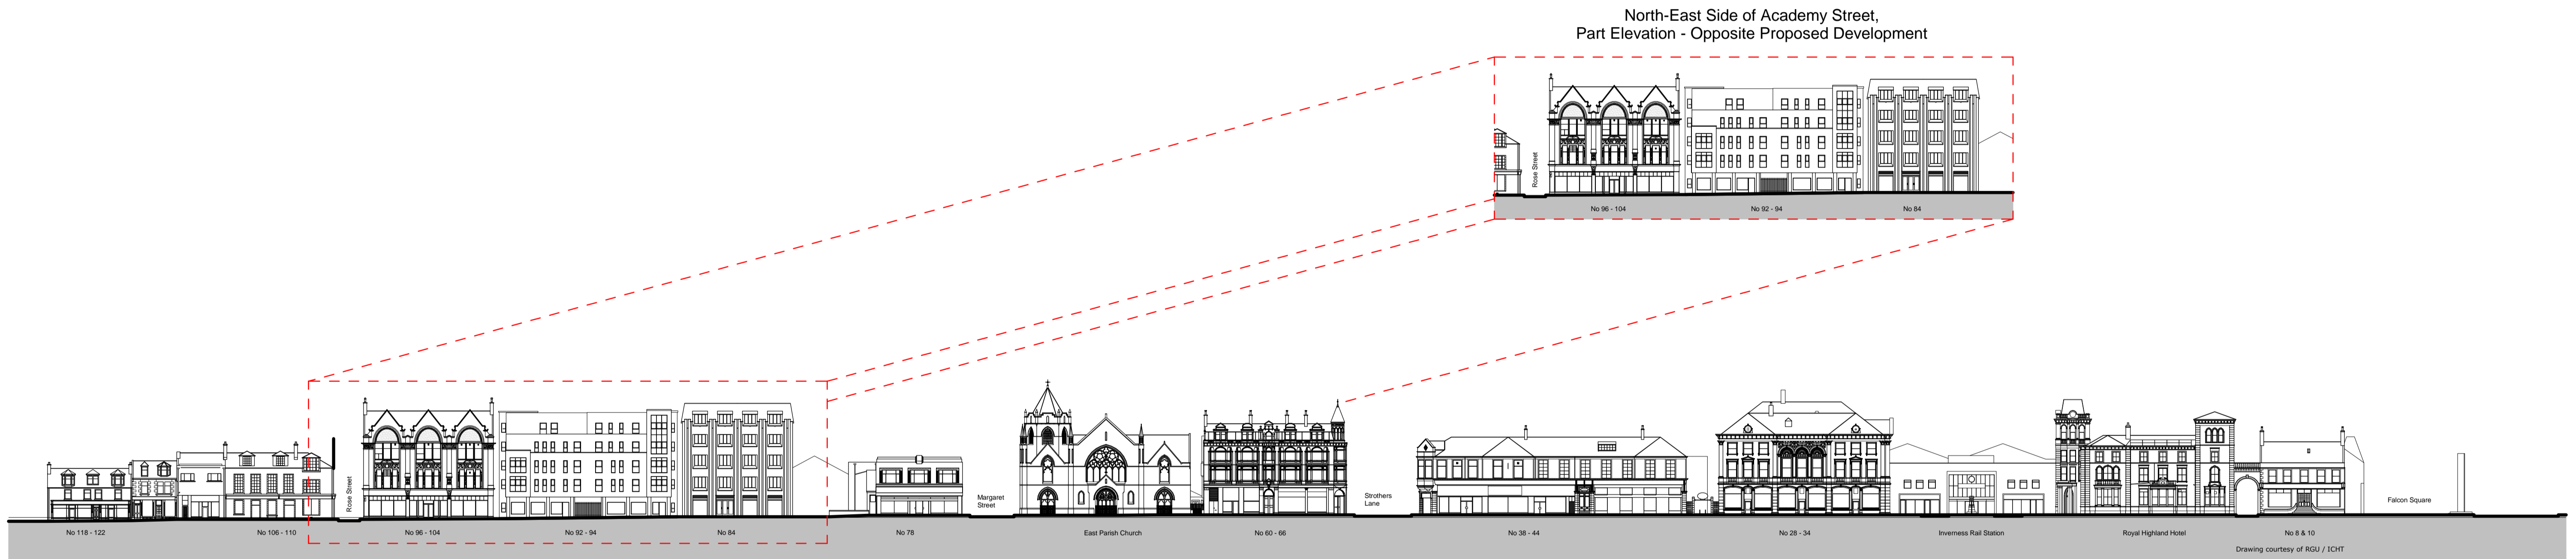 North-East Side of Academy Street,
Part Elevation - Opposite Proposed Development
Rose Street
No 96 - 104
No 92 - 94
No 84
Rose Street
Margaret
Street
Strothers
Lane
Falcon Square
No 118 - 122
No 106 - 110
No 96 - 104
No 92 - 94
No 84
No 78
East Parish Church
No 60 - 66
No 38 - 44
No 28 - 34
Inverness Rail Station
Royal Highland Hotel
No 8 & 10
Drawing courtesy of RGU / ICHT